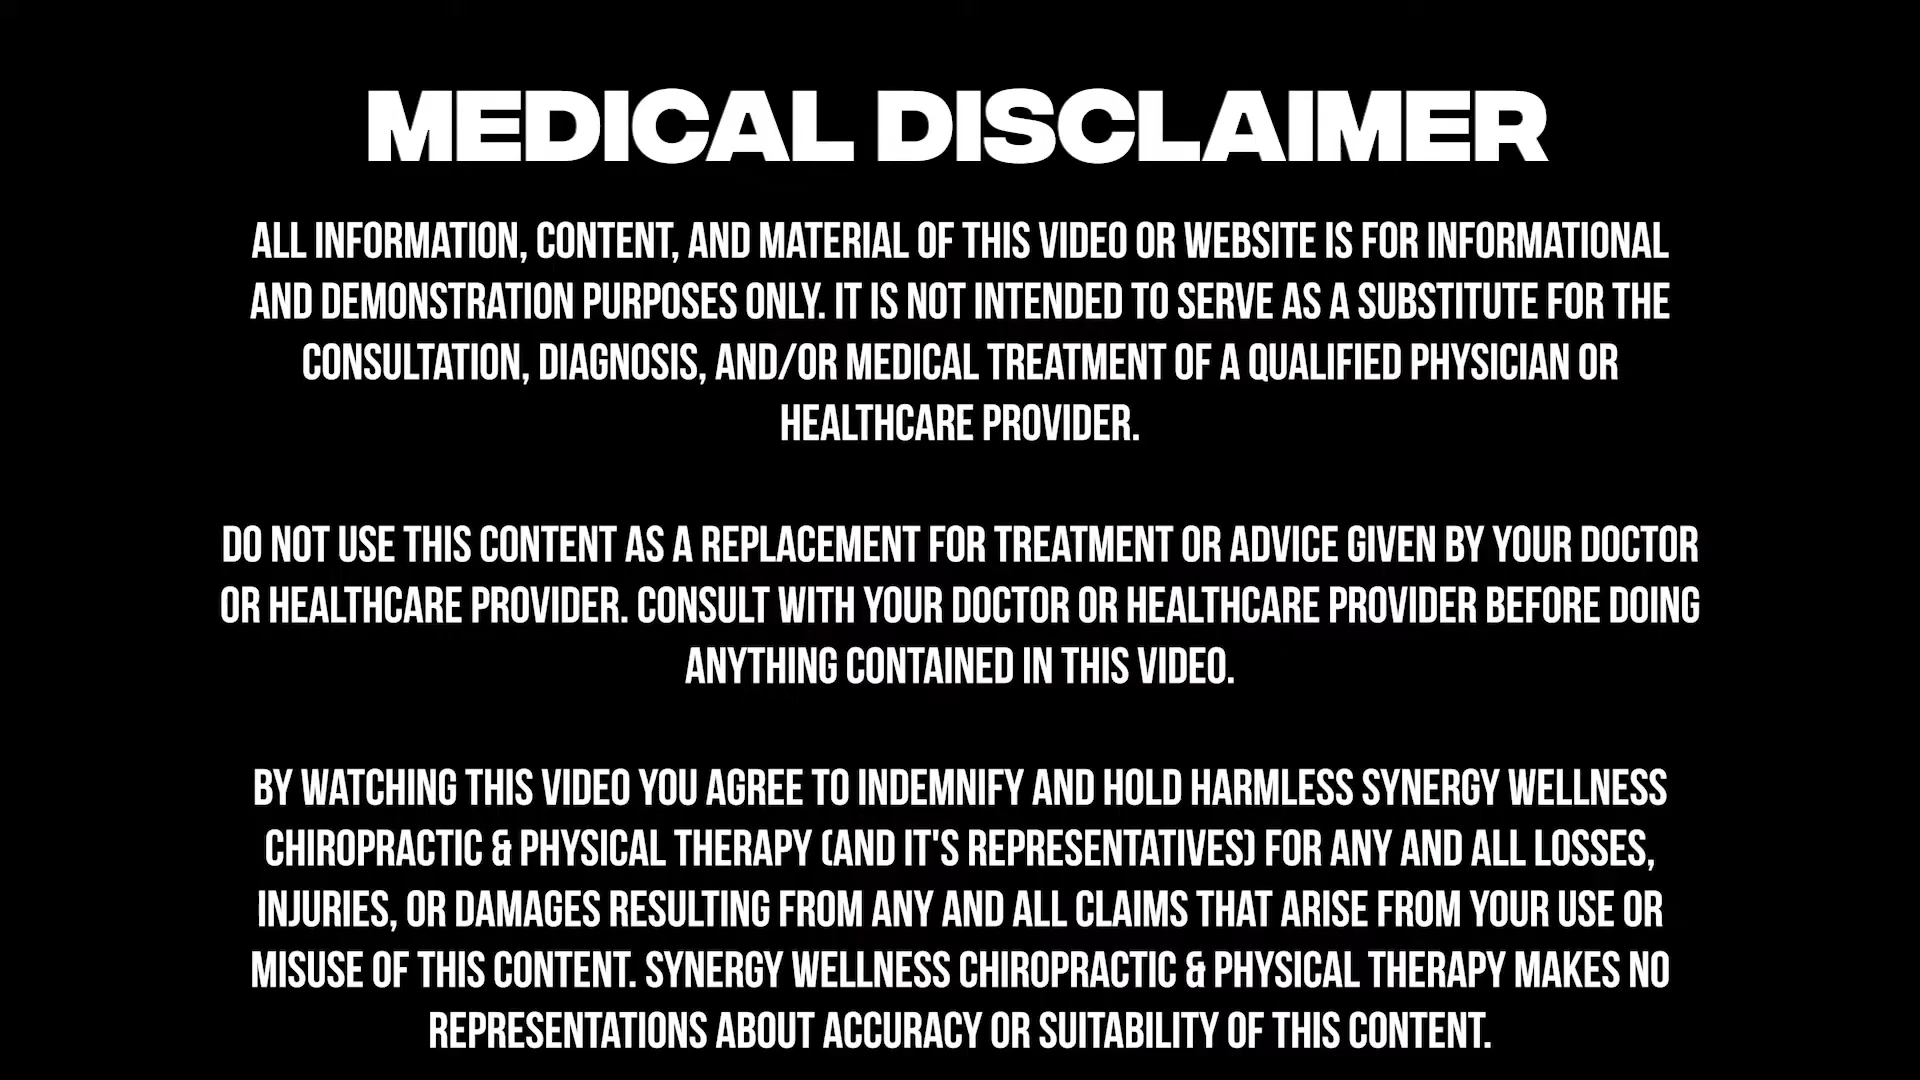 MEDICAL DISCLAIMER
ALL INFORMATION, CONTENT, AND MATERIAL OF THIS VIDEO OR WEBSITE IS FOR INFORMATIONAL
AND DEMONSTRATION PURPOSES ONLY. IT IS NOT INTENDED TO SERVE AS A SUBSTITUTE FOR THE
CONSULTATION, DIAGNOSIS, AND/OR MEDICAL TREATMENT OF A QUALIFIED PHYSICIAN OR
HEALTHCARE PROVIDER.
DO NOT USE THIS CONTENT AS A REPLACEMENT FOR TREATMENT OR ADVICE GIVEN BY YOUR DOCTOR
OR HEALTHCARE PROVIDER. CONSULT WITH YOUR DOCTOR OR HEALTHCARE PROVIDER BEFORE DOING
ANYTHING CONTAINED IN THIS VIDEO.
BY WATCHING THIS VIDEO YOU AGREE TO INDEMNIFY AND HOLD HARMLESS SYNERGY WELLNESS
CHIROPRACTIC & PHYSICAL THERAPY (AND IT'S REPRESENTATIVES) FOR ANY AND ALL LOSSES,
INJURIES, OR DAMAGES RESULTING FROM ANY AND ALL CLAIMS THAT ARISE FROM YOUR USE OR
MISUSE OF THIS CONTENT. SYNERGY WELLNESS CHIROPRACTIC & PHYSICAL THERAPY MAKES NO
REPRESENTATIONS ABOUT ACCURACY OR SUITABILITY OF THIS CONTENT.